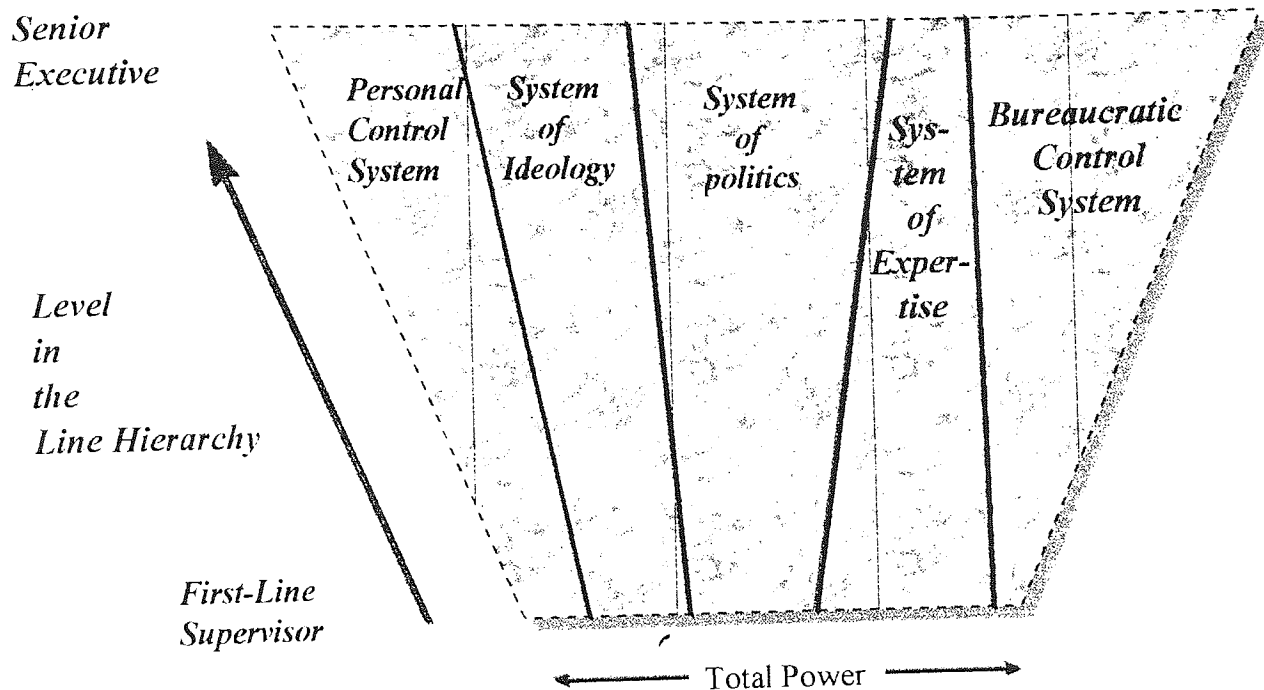 Senior
Executive
Personal
Control
System
System
of
Ideology
System
of
politics
Sys-
tem
of
Exper-
tise
Bureaucratic
Control
System
Level
in
the
Line Hierarchy
First-Line
Supervisor
Total Power